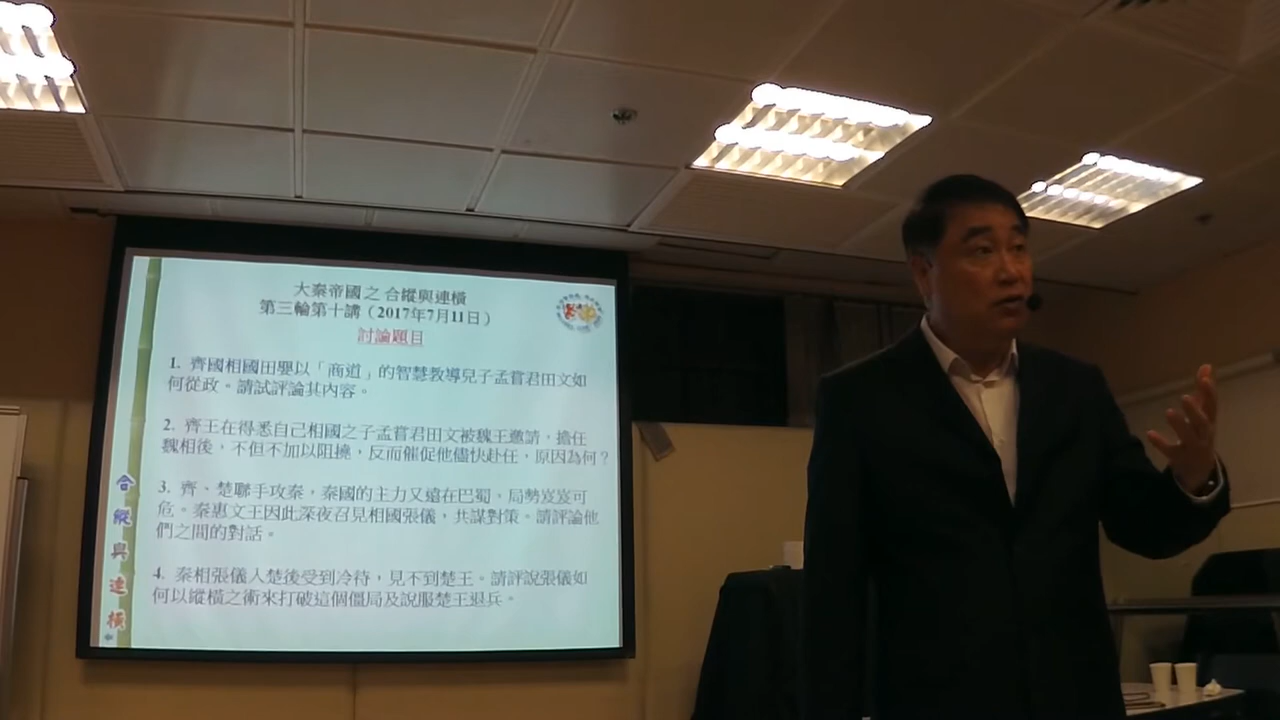 大秦帝國之 合縱與連橫
第三輪第十講（2017年7月11日）
討論題目
1. 齊國相國田嬰以「商道」的智慧教導兒子孟嘗君田文如
何從政。請試評論其內容。
2. 齊王在得悉自己相國之子孟嘗君田文被魏王邀請，擔任
魏相後，不但不加以阻撓，反而催促他儘快赴任，原因為何？
3. 齊、楚聯手攻秦，秦國的主力又遠在巴蜀，局勢岌岌可
危。秦惠文王因此深夜召見相國張儀，共謀對策。請評論他
們之間的對話。
4. 秦相張儀入楚後受到冷待，見不到楚王。請評說張儀如
何以縱橫之術來打破這個僵局及說服楚王退兵。
合
縱
與
連
橫